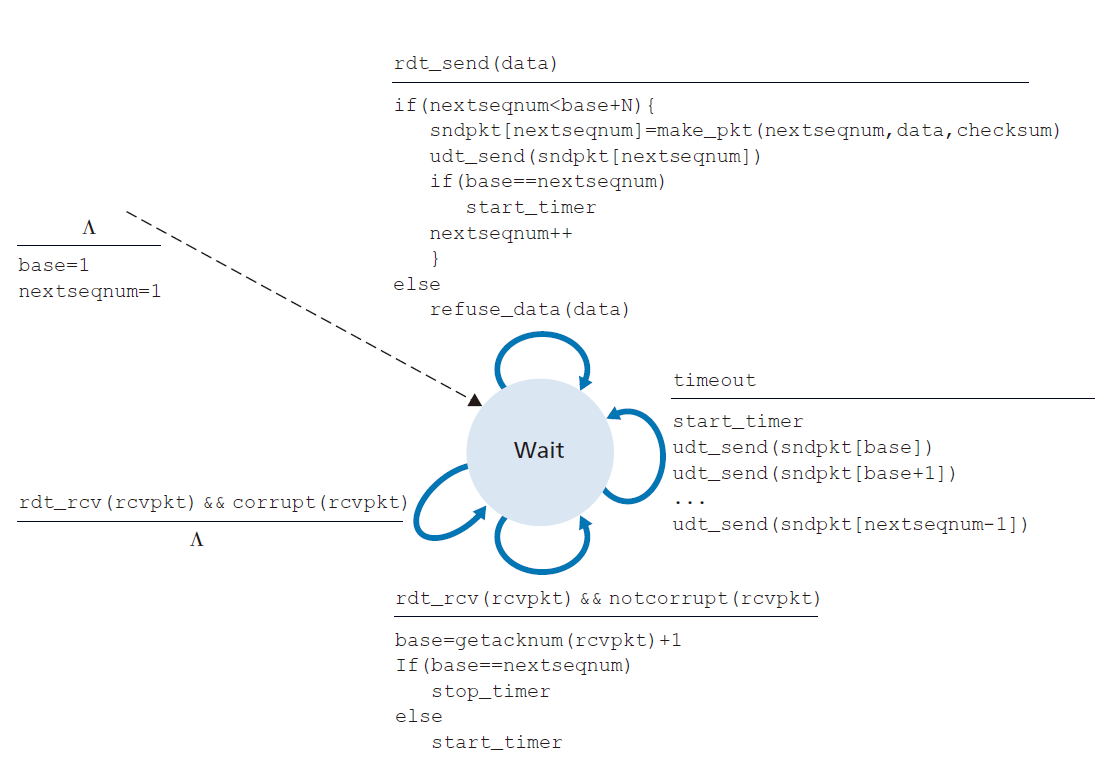 rdt_send(data)
if(nextseqnum<base+N){
sndpkt[nextseqnum]=make_pkt(nextseqnum,data,checksum)
udt_send(sndpkt[nextseqnum])
if(base==nextseqnum)
start_timer
nextseqnum++
}
else
refuse_data(data)
Λ
base=1
nextseqnum=1
timeout
start_timer
udt_send(sndpkt[base])
udt_send(sndpkt[base+1])
...
udt_send(sndpkt[nextseqnum-1])
Wait
rdt_rcv(rcvpkt) && corrupt(rcvpkt)
Λ
rdt_rcv(rcvpkt) && notcorrupt(rcvpkt)
base=getacknum(rcvpkt)+1
If(base==nextseqnum)
stop_timer
else
start_timer